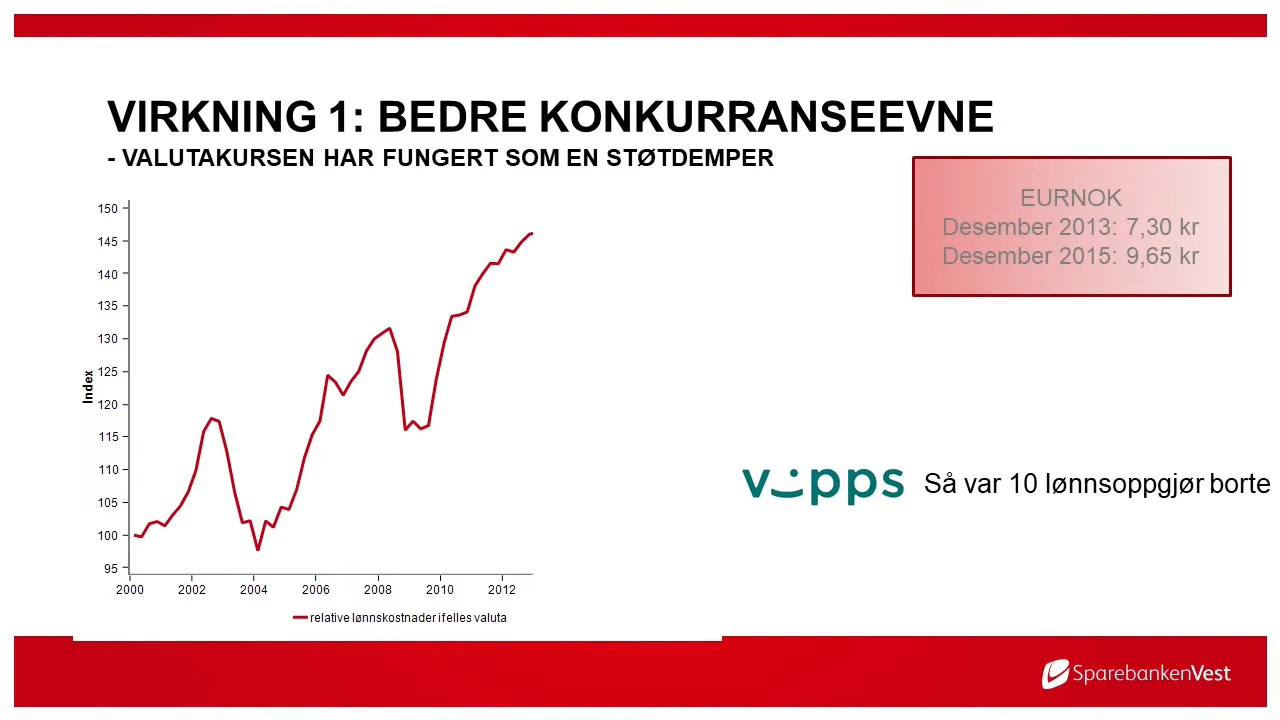 VIRKNING 1: BEDRE KONKURRANSEEVNE
- VALUTAKURSEN HAR FUNGERT SOM EN STØTDEMPER
EURNOK
Desember 2013: 7,30 kr
Desember 2015: 9,65 kr
150
145
140
135
130
125
120
115
110
105
100
95
Index
2000 2002 2004 2006 2008 2010 2012
relative lønnskostnader ifelles valuta
vipps Så var 10 lønnsoppgjør borte
SparebankenVest